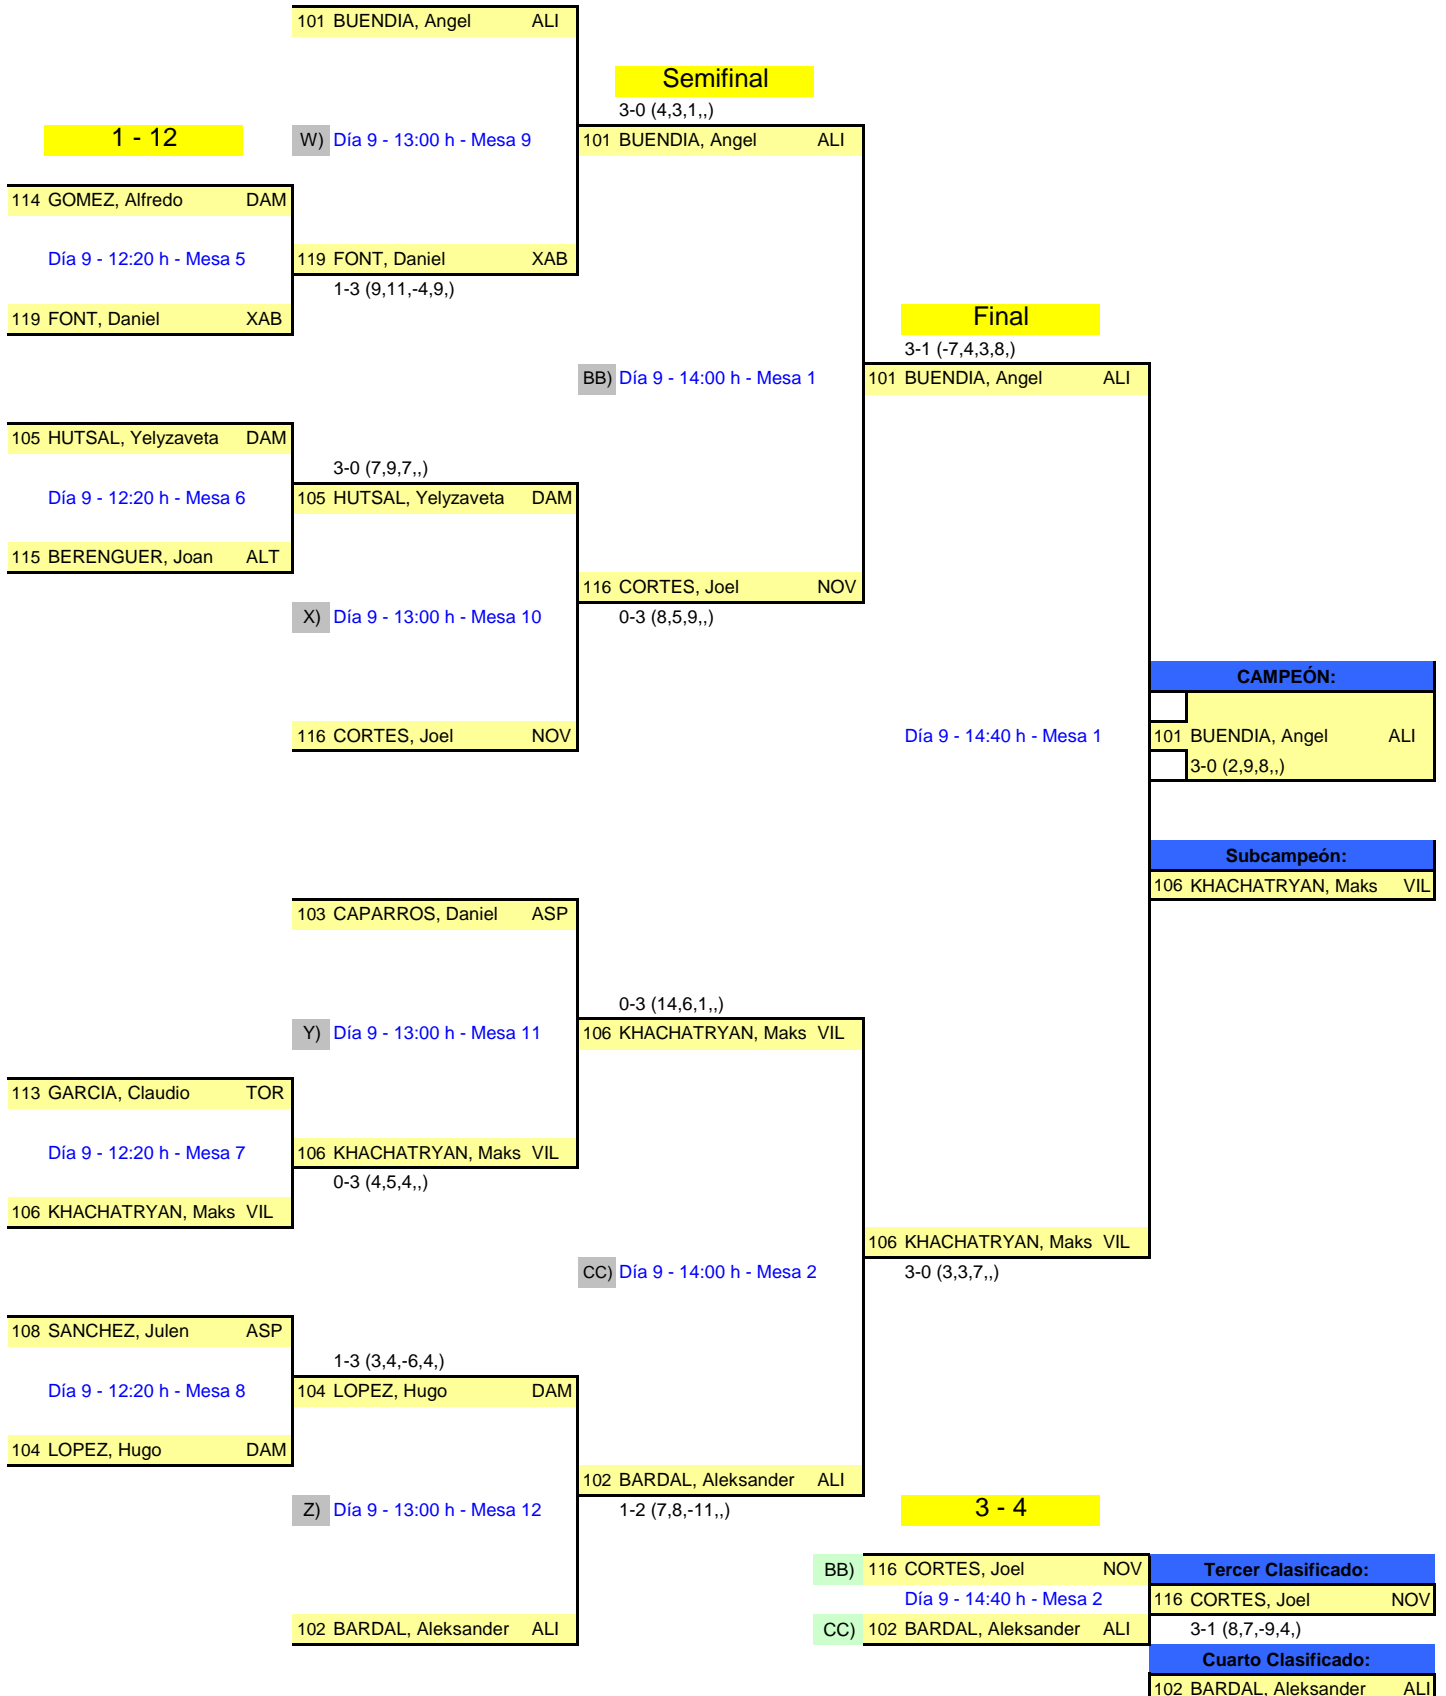 101 BUENDIA, Angel ALI
Semifinal
3-0 (4,3,1,,)
1 - 12
W) Día 9 - 13:00 h - Mesa 9
101 BUENDIA, Angel ALI
114 GOMEZ, Alfredo DAM
Día 9 - 12:20 h - Mesa 5
119 FONT, Daniel XAB
1-3 (9,11,-4,9,)
119 FONT, Daniel XAB
Final
3-1 (-7,4,3,8,)
BB) Día 9 - 14:00 h - Mesa 1
101 BUENDIA, Angel ALI
105 HUTSAL, Yelyzaveta DAM
3-0 (7,9,7,,)
Día 9 - 12:20 h - Mesa 6
105 HUTSAL, Yelyzaveta DAM
115 BERENGUER, Joan ALT
116 CORTES, Joel NOV
X) Día 9 - 13:00 h - Mesa 10
0-3 (8,5,9,,)
CAMPEÓN:
116 CORTES, Joel NOV
Día 9 - 14:40 h - Mesa 1
101 BUENDIA, Angel ALI
3-0 (2,9,8,,)
Subcampeón:
106 KHACHATRYAN, Maks VIL
103 CAPARROS, Daniel ASP
0-3 (14,6,1,,)
Y) Día 9 - 13:00 h - Mesa 11
106 KHACHATRYAN, Maks VIL
113 GARCIA, Claudio TOR
Día 9 - 12:20 h - Mesa 7
106 KHACHATRYAN, Maks VIL
0-3 (4,5,4,,)
106 KHACHATRYAN, Maks VIL
106 KHACHATRYAN, Maks VIL
CC) Día 9 - 14:00 h - Mesa 2
3-0 (3,3,7,,)
108 SANCHEZ, Julen ASP
1-3 (3,4,-6,4,)
Día 9 - 12:20 h - Mesa 8
104 LOPEZ, Hugo DAM
104 LOPEZ, Hugo DAM
102 BARDAL, Aleksander ALI
Z) Día 9 - 13:00 h - Mesa 12
1-2 (7,8,-11,,)
3 - 4
BB) 116 CORTES, Joel NOV
Tercer Clasificado:
Día 9 - 14:40 h - Mesa 2
116 CORTES, Joel NOV
102 BARDAL, Aleksander ALI
CC) 102 BARDAL, Aleksander ALI
3-1 (8,7,-9,4,)
Cuarto Clasificado:
102 BARDAL, Aleksander ALI